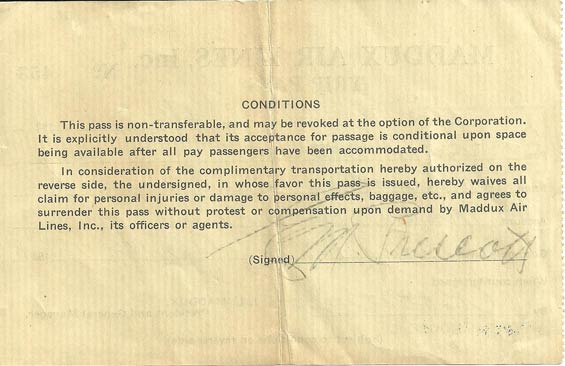 CONDITIONS
This pass is non-transferable, and may be revoked at the option of the Corporation.
It is explicitly understood that its acceptance for passage is conditional upon space
being available after all pay passengers have been accommodated.
In consideration of the complimentary transportation hereby authorized on the
reverse side, the undersigned, in whose favor this pass is issued, hereby waives all
claim for personal injuries or damage to personal effects, baggage, etc., and agrees to
surrender this pass without protest or compensation upon demand by Maddux Air
Lines, Inc., its officers or agents.
(Signed) M. Prescott